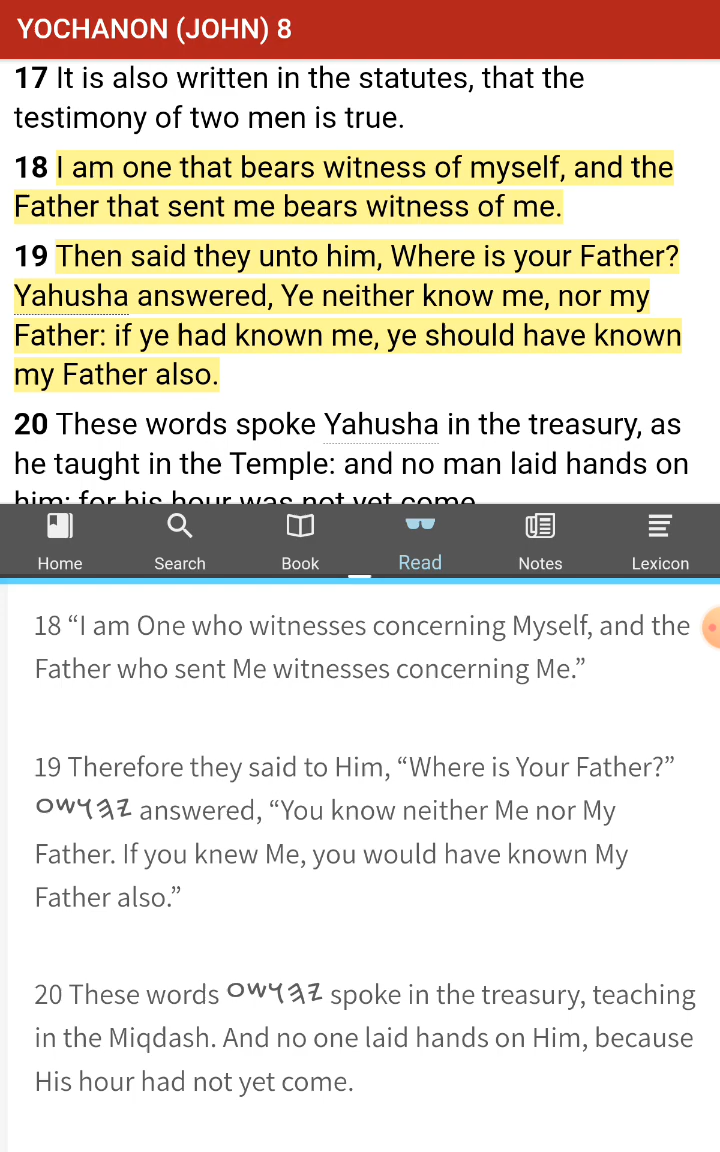 YOCHANON (JOHN) 8
17 It is also written in the statutes, that the
testimony of two men is true.
18 I am one that bears witness of myself, and the
Father that sent me bears witness of me.
19 Then said they unto him, Where is your Father?
Yahusha answered, Ye neither know me, nor my
Father: if ye had known me, ye should have known
my Father also.
20 These words spoke Yahusha in the treasury, as
he taught in the Temple: and no man laid hands on
him: for his hour was not yet come
Home Search Book Read Notes Lexicon
18 “I am One who witnesses concerning Myself, and the
Father who sent Me witnesses concerning Me.”
19 Therefore they said to Him, “Where is Your Father?”
𐤉𐤄𐤅𐤔𐤏 answered, “You know neither Me nor My
Father. If you knew Me, you would have known My
Father also.”
20 These words 𐤉𐤄𐤅𐤔𐤏 spoke in the treasury, teaching
in the Miqdash. And no one laid hands on Him, because
His hour had not yet come.